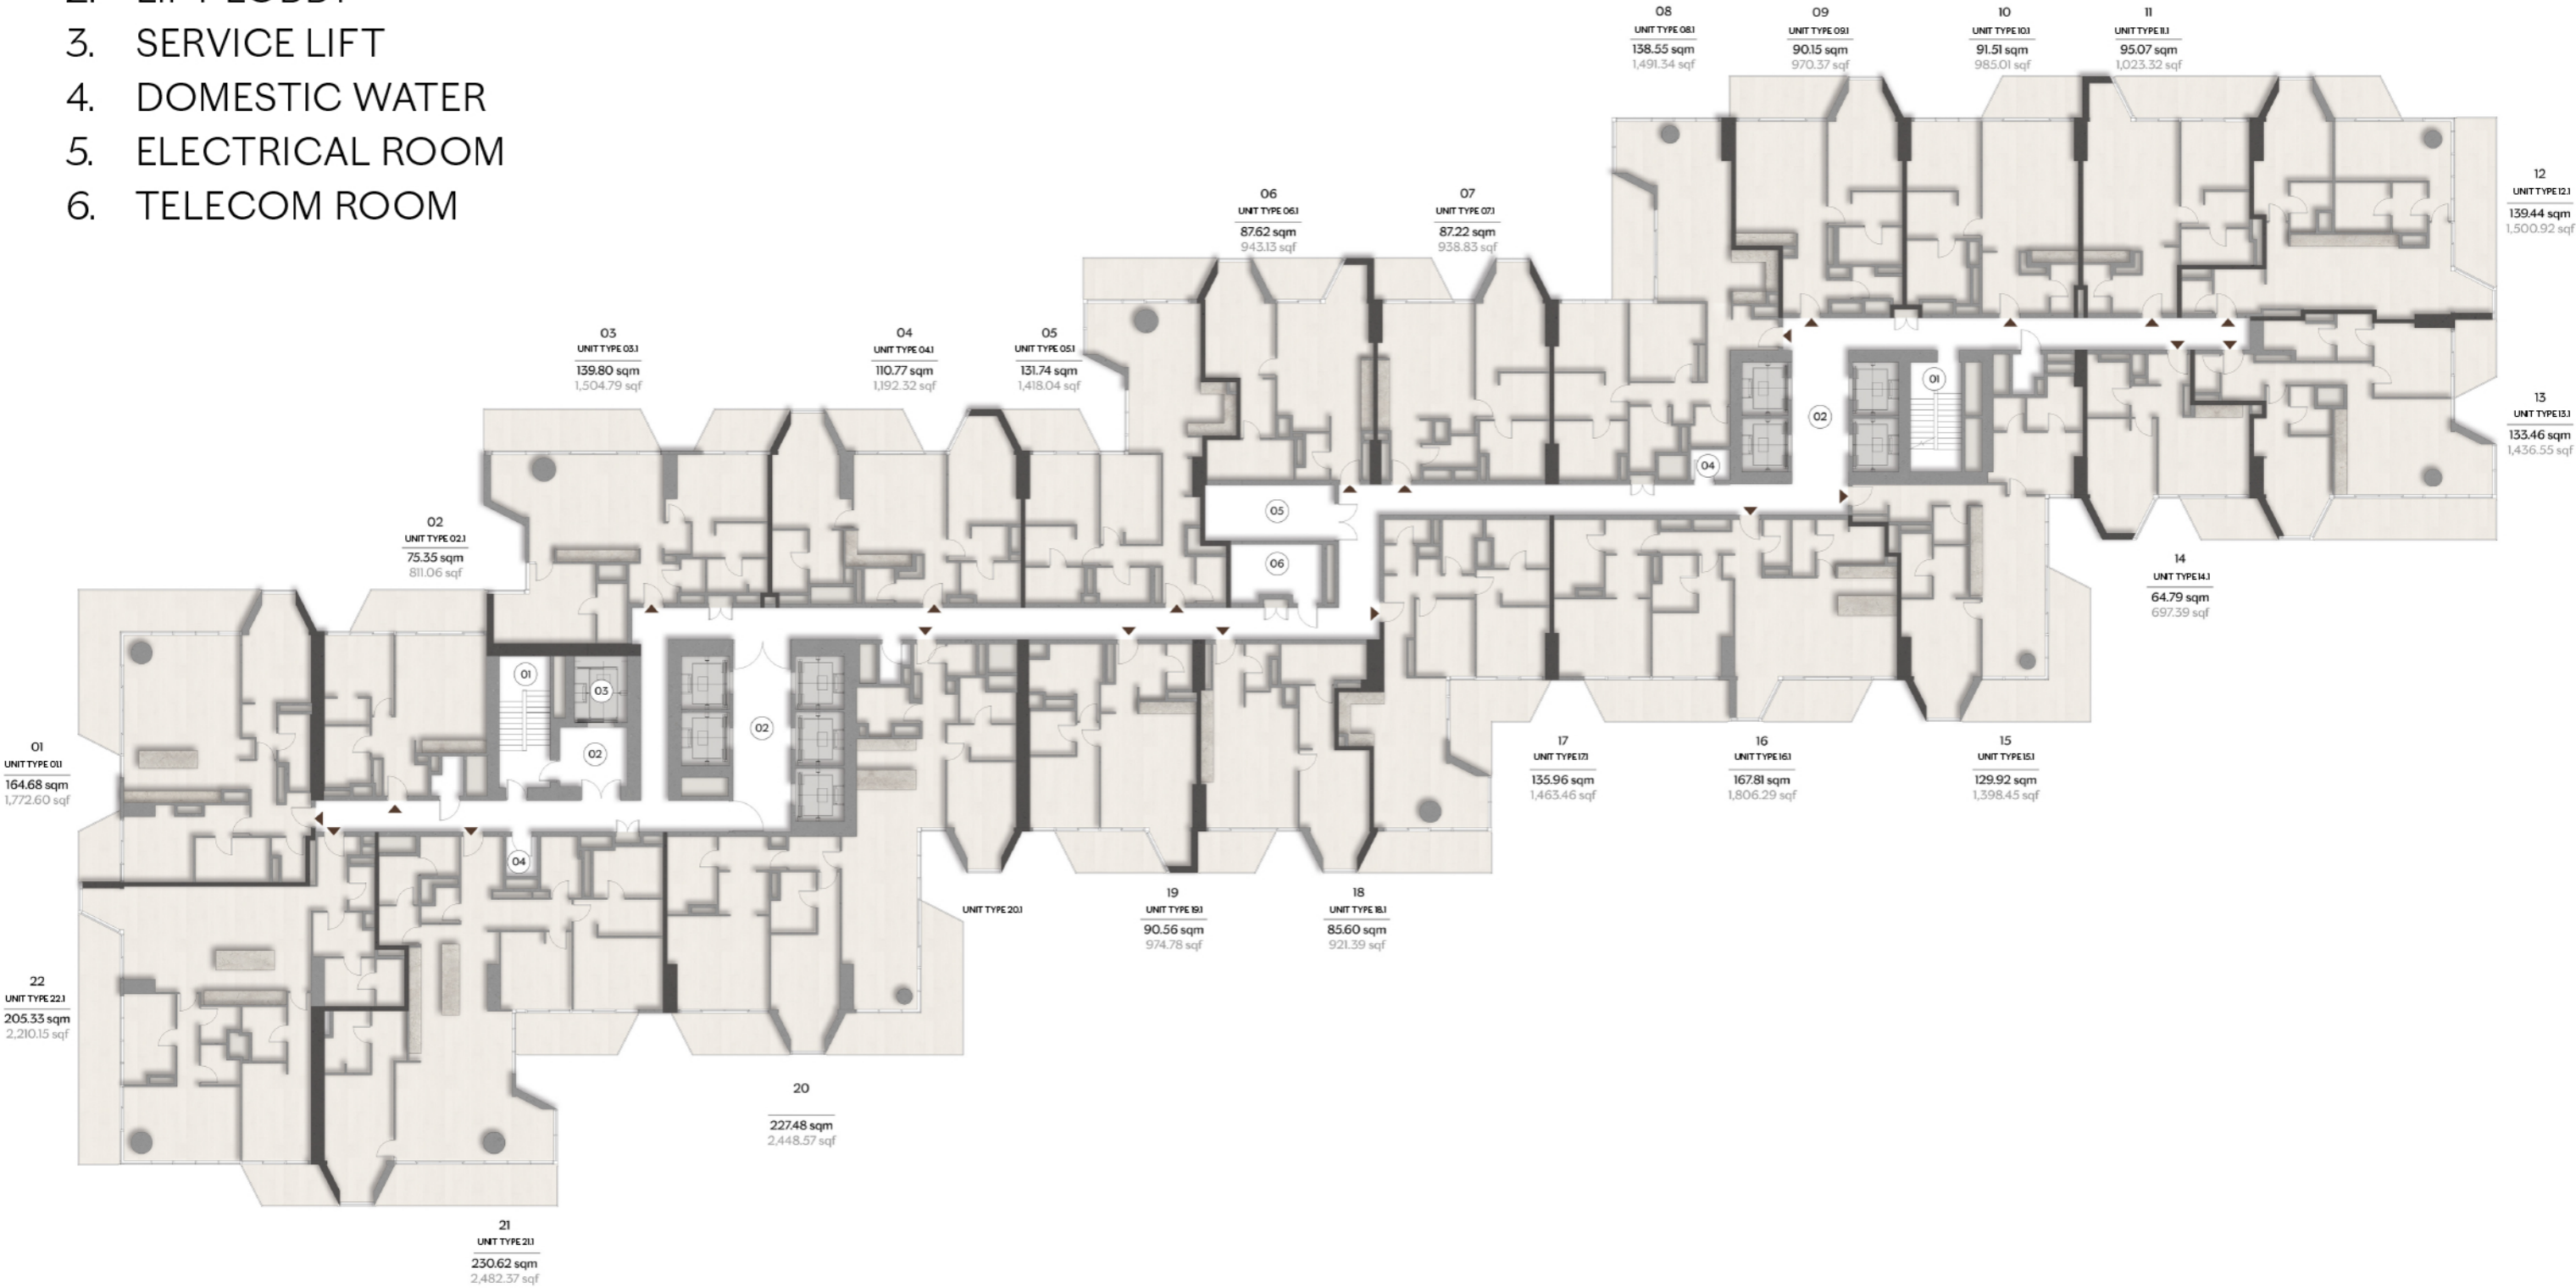 2. LIFT LOBBY
3. SERVICE LIFT
4. DOMESTIC WATER
5. ELECTRICAL ROOM
6. TELECOM ROOM
08
UNIT TYPE 08.1
138.55 sqm
1,491.34 sqf
09
UNIT TYPE 09.1
90.15 sqm
970.37 sqf
10
UNIT TYPE 10.1
91.51 sqm
985.01 sqf
11
UNIT TYPE 11.1
95.07 sqm
1,023.32 sqf
12
UNIT TYPE 12.1
139.44 sqm
1,500.92 sqf
06
UNIT TYPE 06.1
87.62 sqm
943.13 sqf
07
UNIT TYPE 07.1
87.22 sqm
938.83 sqf
03
UNIT TYPE 03.1
139.80 sqm
1,504.79 sqf
04
UNIT TYPE 04.1
110.77 sqm
1,192.32 sqf
05
UNIT TYPE 05.1
131.74 sqm
1,418.04 sqf
13
UNIT TYPE 13.1
133.46 sqm
1,436.55 sqf
01
02
04
05
06
02
UNIT TYPE 02.1
75.35 sqm
811.06 sqf
14
UNIT TYPE 14.1
64.79 sqm
697.39 sqf
01
03
02
02
04
01
UNIT TYPE 01.1
164.68 sqm
1,772.60 sqf
17
UNIT TYPE 17.1
135.96 sqm
1,463.46 sqf
16
UNIT TYPE 16.1
167.81 sqm
1,806.29 sqf
15
UNIT TYPE 15.1
129.92 sqm
1,398.45 sqf
UNIT TYPE 20.1
19
UNIT TYPE 19.1
90.56 sqm
974.78 sqf
18
UNIT TYPE 18.1
85.60 sqm
921.39 sqf
22
UNIT TYPE 22.1
205.33 sqm
2,210.15 sqf
20
227.48 sqm
2,448.57 sqf
21
UNIT TYPE 21.1
230.62 sqm
2,482.37 sqf